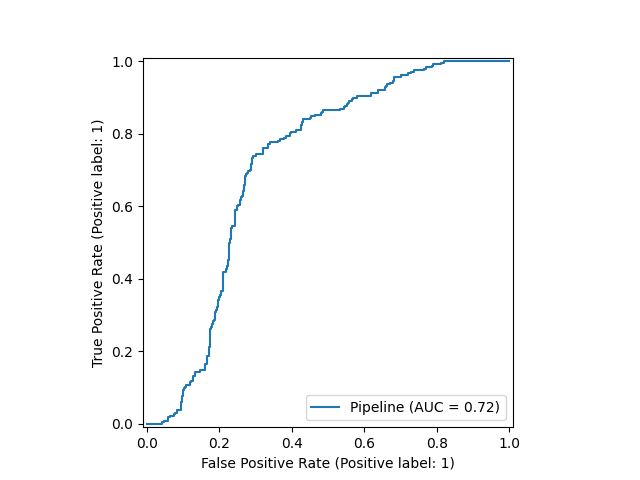 1.0
0.8
0.6
0.4
0.2
0.0
True Positive Rate (Positive label: 1)
Pipeline (AUC = 0.72)
0.0 0.2 0.4 0.6 0.8 1.0
False Positive Rate (Positive label: 1)